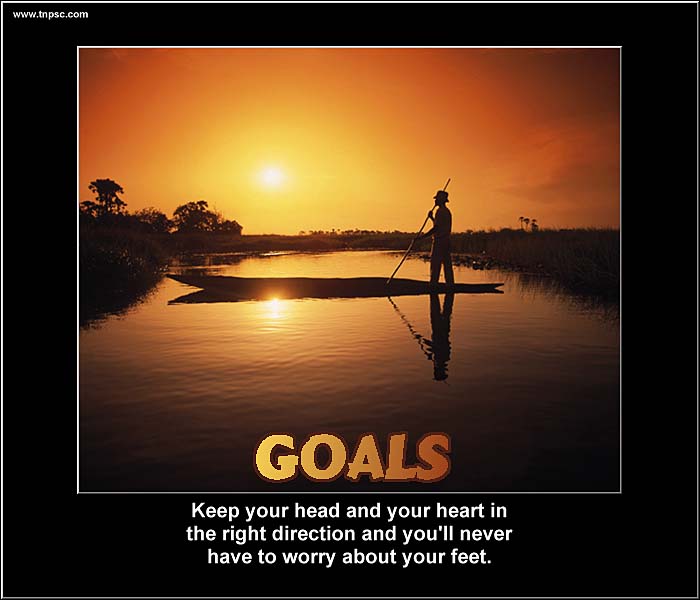 www.tnpsc.com
GOALS
Keep your head and your heart in
the right direction and you'll never
have to worry about your feet.